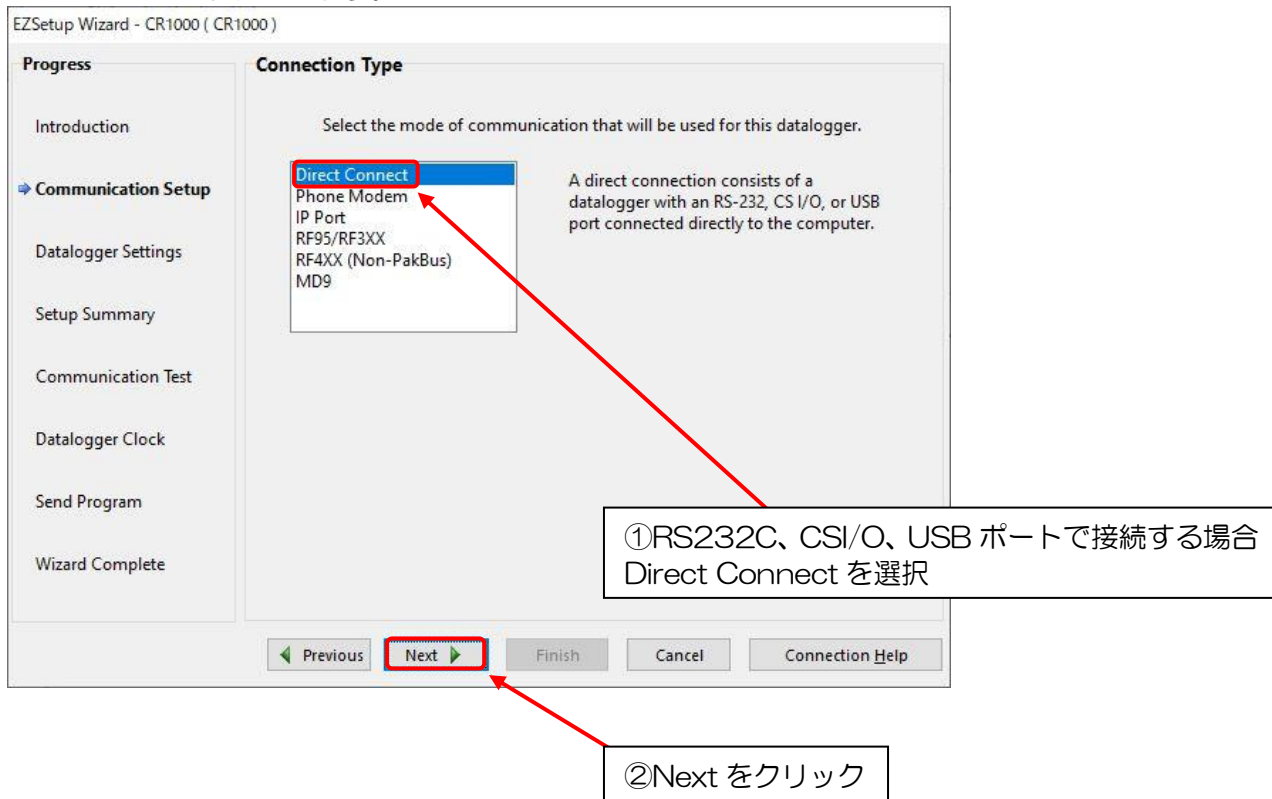 EZSetup Wizard - CR1000 ( CR1000 )
Progress
Introduction
Communication Setup
Datalogger Settings
Setup Summary
Communication Test
Datalogger Clock
Send Program
Wizard Complete
Connection Type
Select the mode of communication that will be used for this datalogger.
Direct Connect
Phone Modem
IP Port
RF95/RF3XX
RF4XX (Non-PakBus)
MD9
A direct connection consists of a
datalogger with an RS-232, CS I/O, or USB
port connected directly to the computer.
①RS232C、CSI/O、USB ポートで接続する場合
Direct Connect を選択
Previous
Next
Finish
Cancel
Connection Help
②Next をクリック